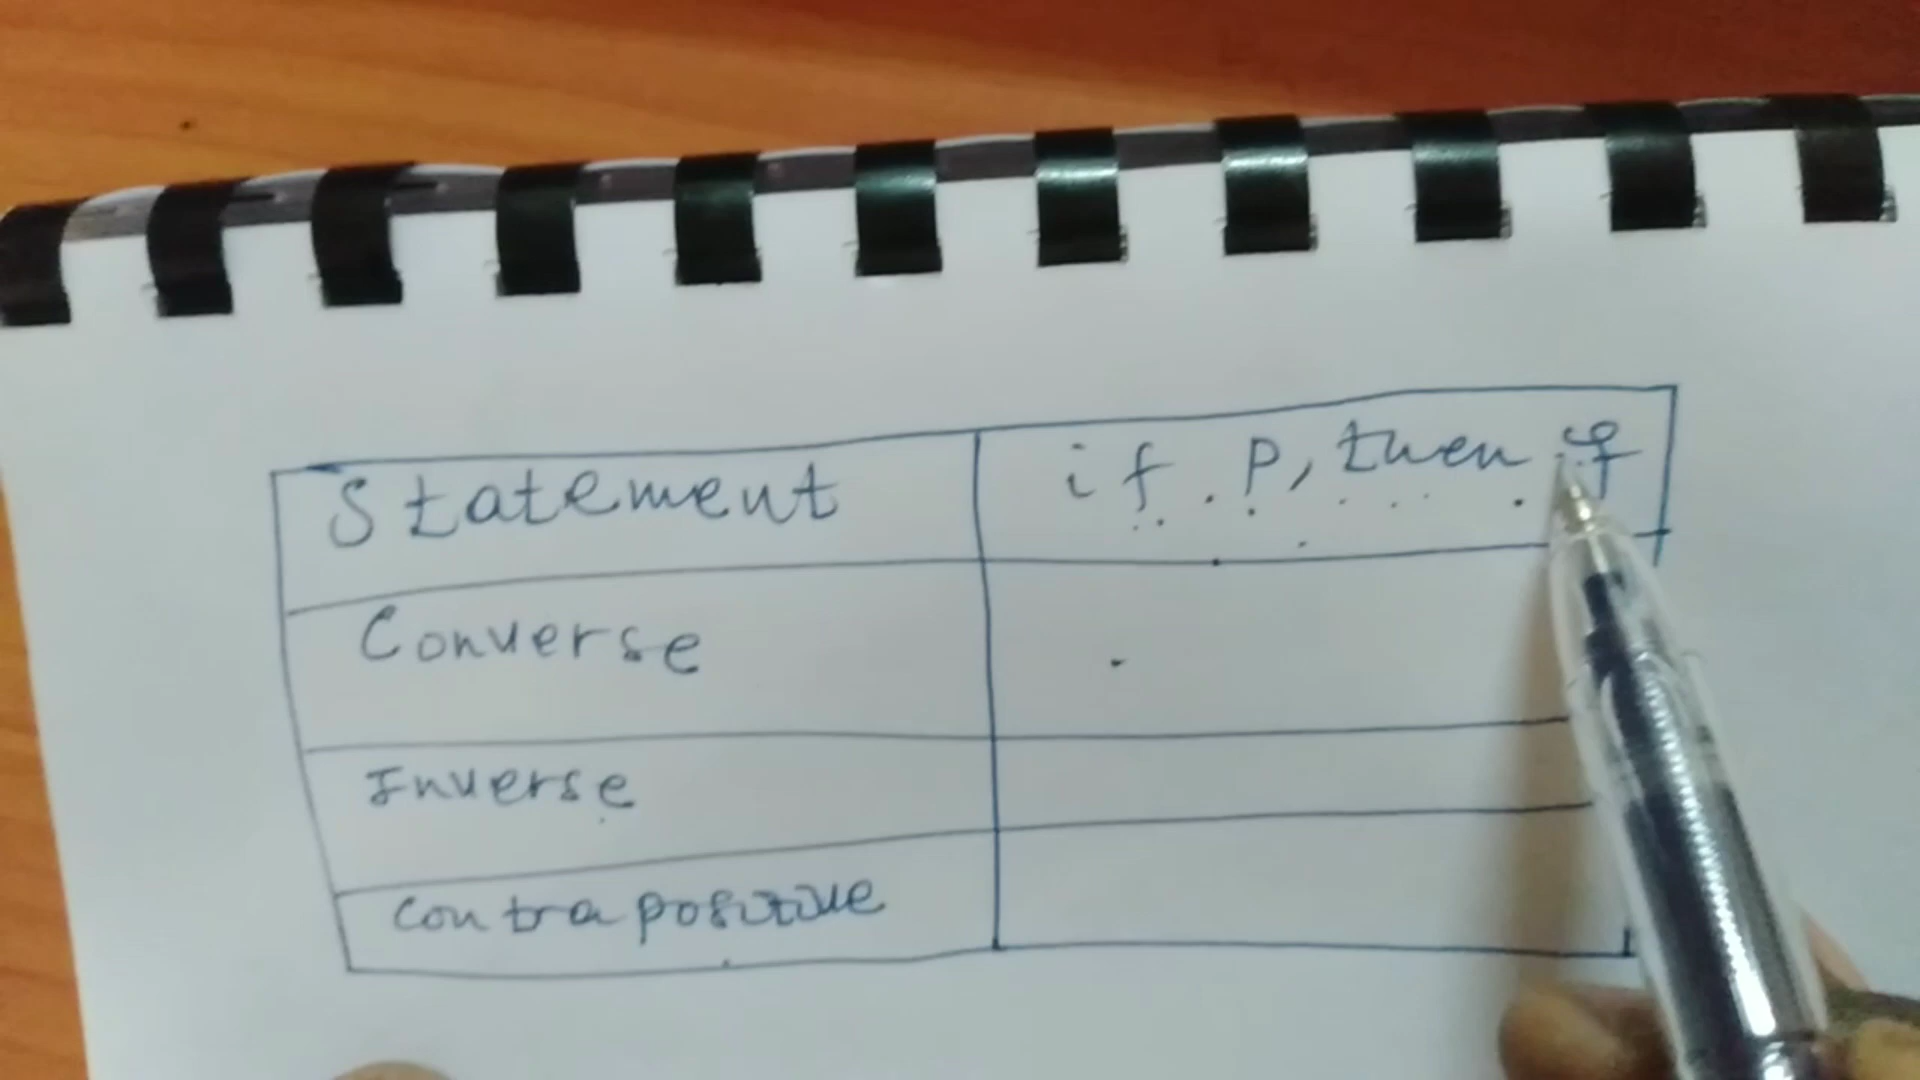 Statement if P, then q
Converse
Inverse
Contrapositive